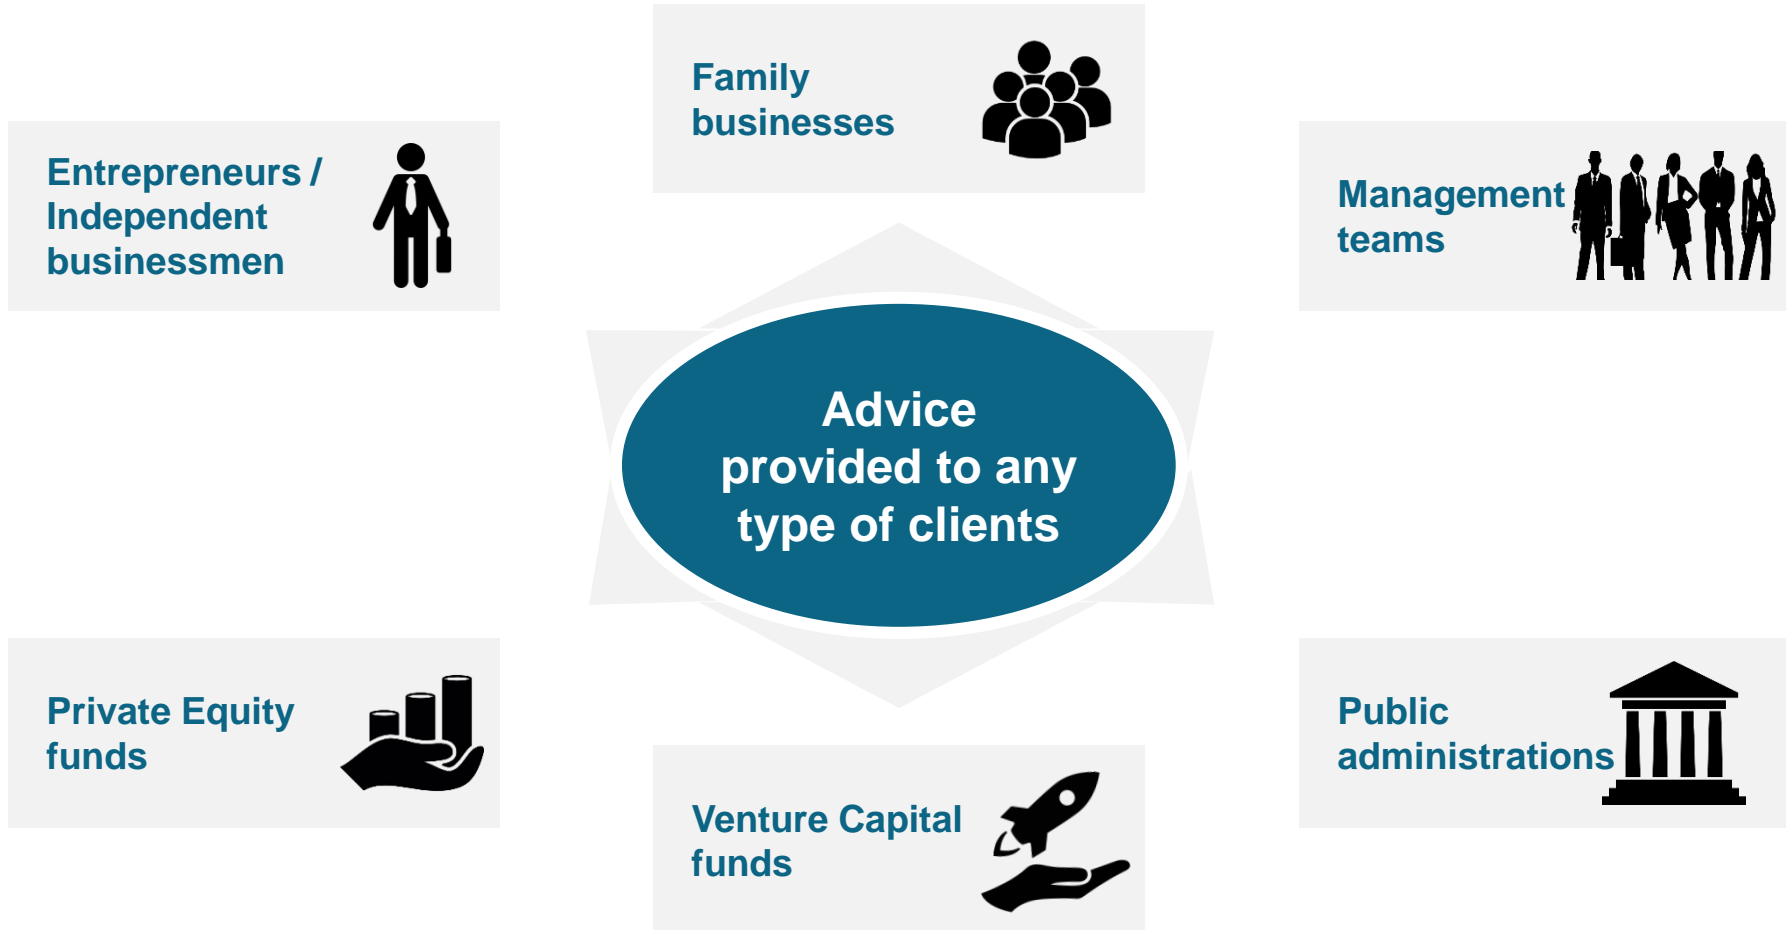 Family
businesses
Entrepreneurs /
Independent
businessmen
Management
teams
Advice
provided to any
type of clients
Private Equity
funds
Public
administrations
Venture Capital
funds